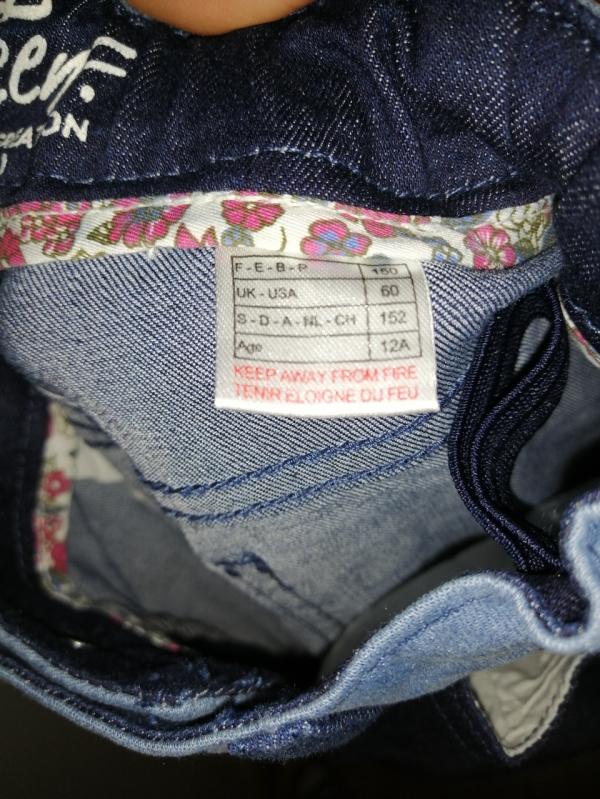 F - E - B - P 150
UK - USA 60
S - D - A - NL - CH 152
Age 12A
KEEP AWAY FROM FIRE
TENIR ELOIGNE DU FEU